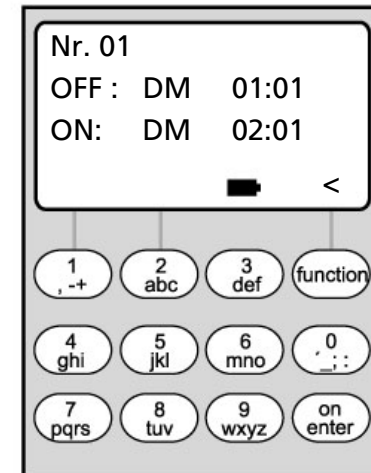 Nr. 01
OFF : DM 01:01
ON: DM 02:01
<
1 2 3 function
, -+ abc def
4 5 6 0
ghi jkl mno ´_; :
7 8 9 on
pqrs tuv wxyz enter